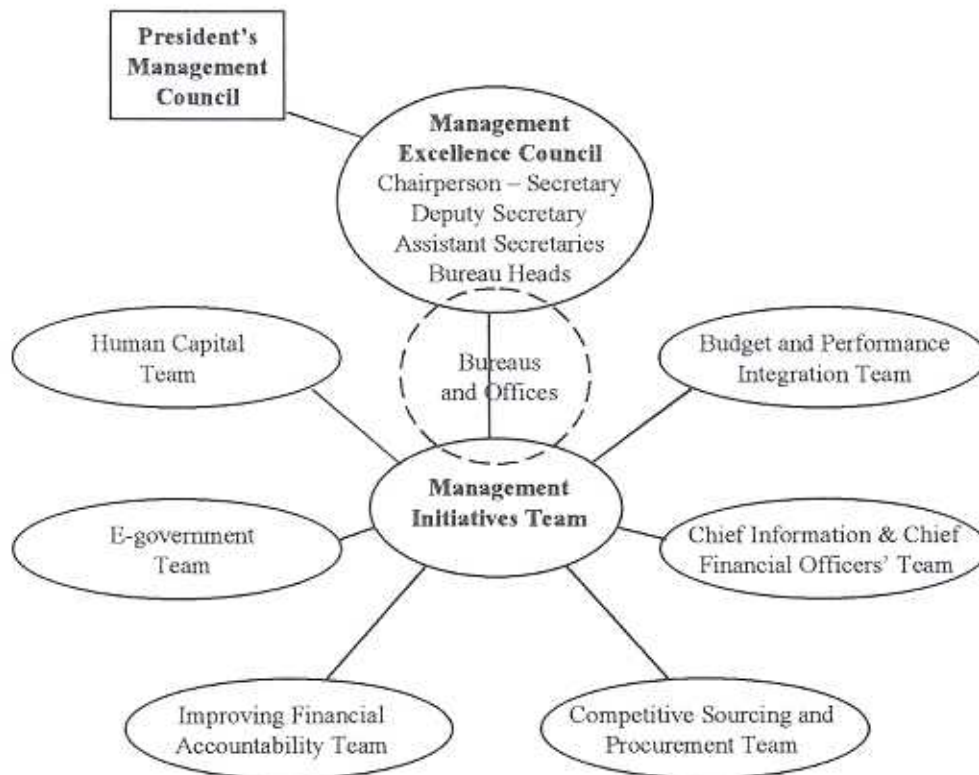 President's
Management
Council
Management
Excellence Council
Chairperson – Secretary
Deputy Secretary
Assistant Secretaries
Bureau Heads
Human Capital
Team
Bureaus
and Offices
Budget and Performance
Integration Team
Management
Initiatives Team
E-government
Team
Chief Information & Chief
Financial Officers' Team
Improving Financial
Accountability Team
Competitive Sourcing and
Procurement Team